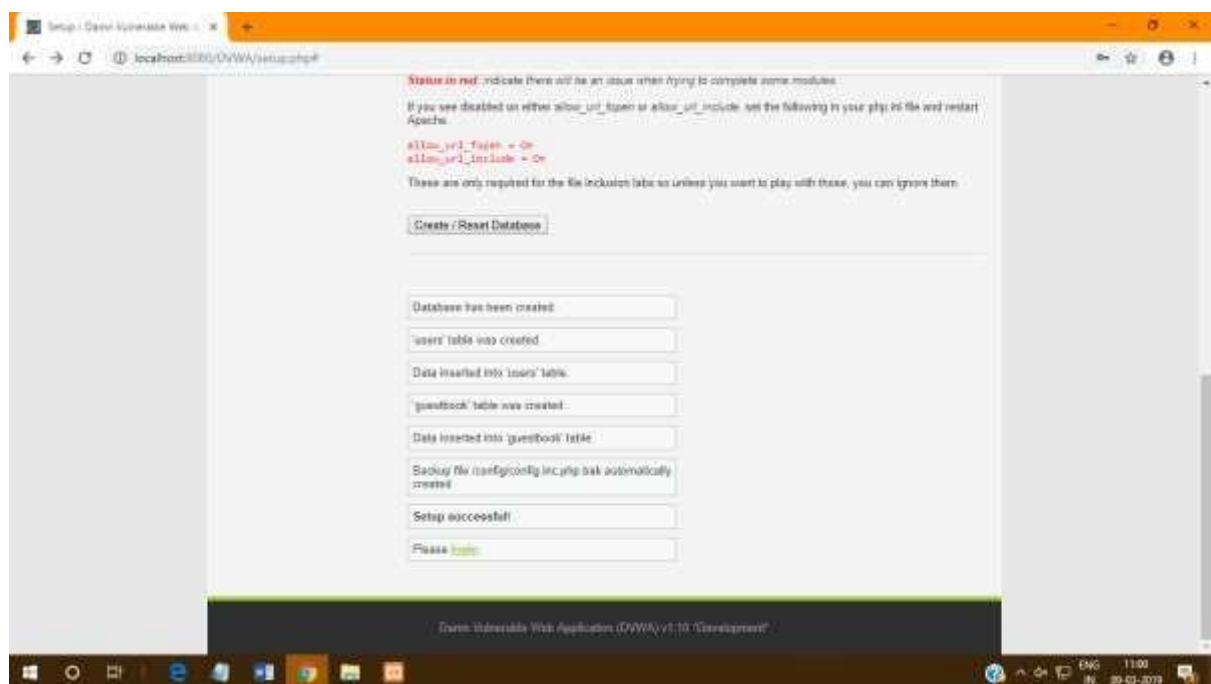 Setup :: Damn Vulnerable Web
localhost:8080/DVWA/setup.php#
Status in red, indicate there will be an issue when trying to complete some modules.
If you see disabled on either allow_url_fopen or allow_url_include, set the following in your php.ini file and restart
Apache.
allow_url_fopen = On
allow_url_include = On
These are only required for the file inclusion labs so unless you want to play with those, you can ignore them.
Create / Reset Database
Database has been created.
'users' table was created.
Data inserted into 'users' table.
'guestbook' table was created.
Data inserted into 'guestbook' table.
Backup file /config/config.inc.php.bak automatically
created
Setup successful!
Please login.
Damn Vulnerable Web Application (DVWA) v1.10 *Development*
ENG
11:00
IN
09-03-2019